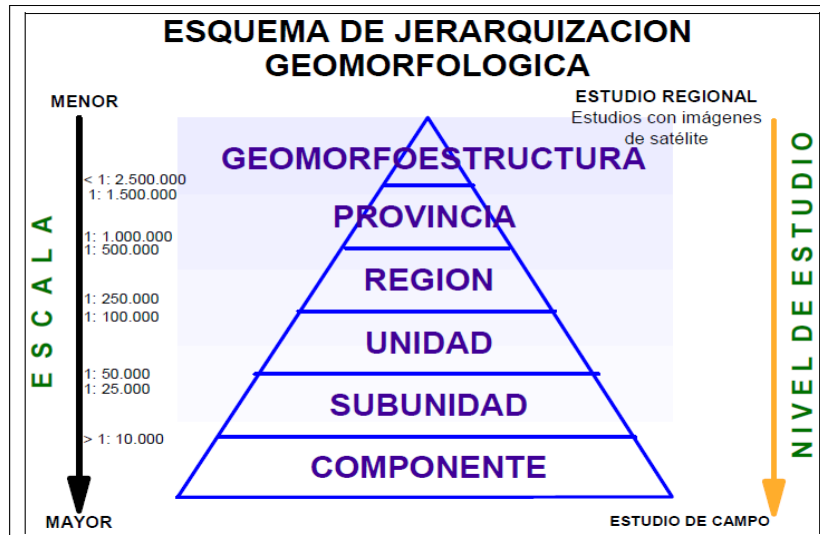 ESQUEMA DE JERARQUIZACION
GEOMORFOLOGICA
MENOR
ESTUDIO REGIONAL
Estudios con imágenes
de satélite
GEOMORFOESTRUCTURA
< 1: 2.500.000
1: 1.500.000
PROVINCIA
1: 1.000.000
1: 500.000
REGION
1: 250.000
1: 100.000
UNIDAD
1: 50.000
1: 25.000
SUBUNIDAD
> 1: 10.000
COMPONENTE
MAYOR
ESTUDIO DE CAMPO
ESCALA
NIVEL DE ESTUDIO